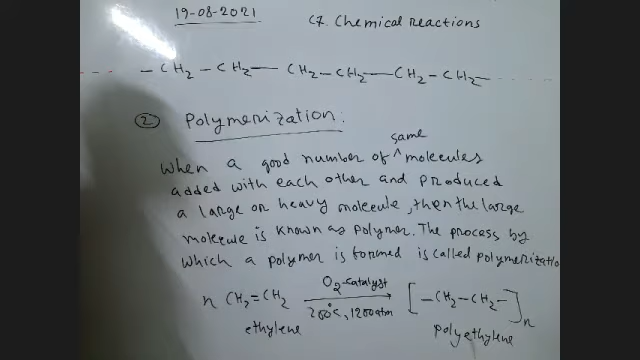 19-08-2021
C7. Chemical reactions
- CH2 - CH2 — CH2 - CH2 — CH2 - CH2 -
② Polymerization:
When a good number of ^same molecules
added with each other and produced
a large or heavy molecule, then the large
molecule is known as polymer. The process by
which a polymer is formed is called polymerizatio
n CH2=CH2 O2-catalyst / 200°C, 1200 atm → [-CH2-CH2-]n
ethylene polyethylene